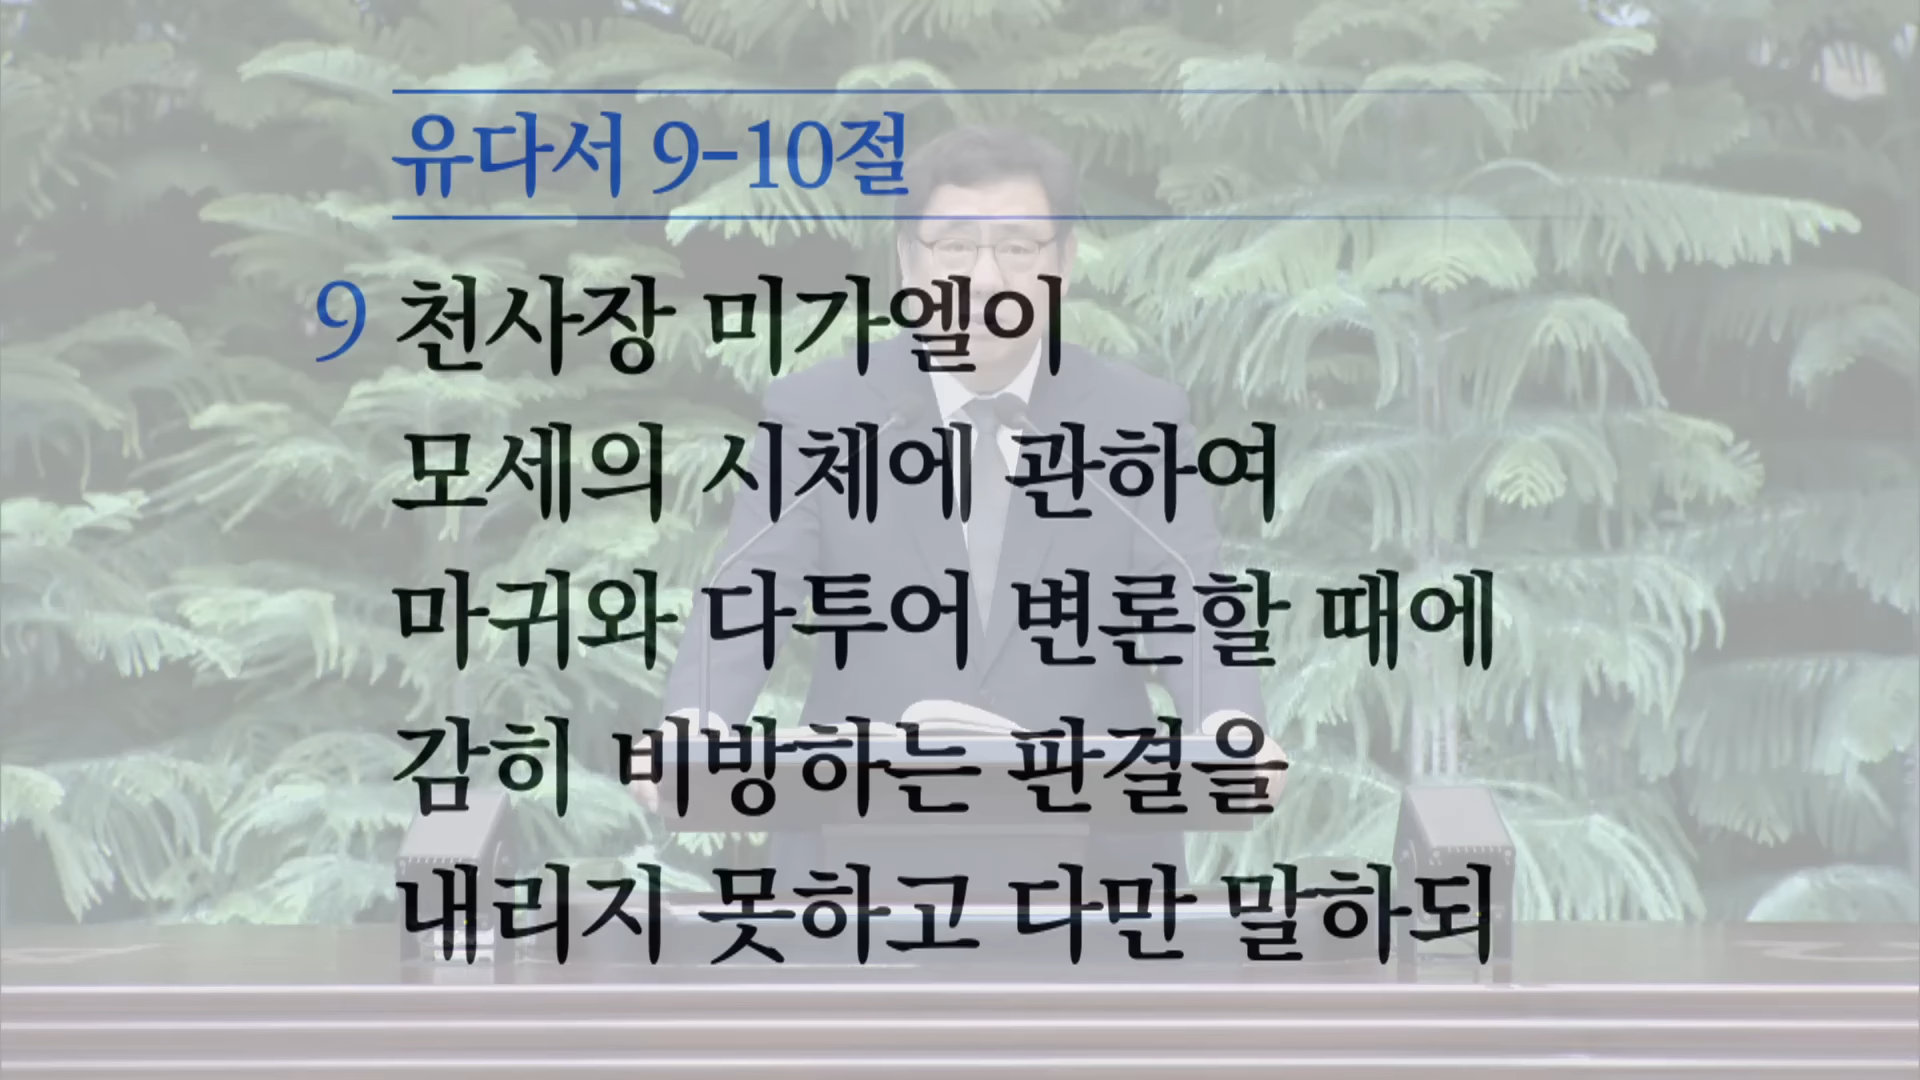 유다서 9-10절
9 천사장 미가엘이
모세의 시체에 관하여
마귀와 다투어 변론할 때에
감히 비방하는 판결을
내리지 못하고 다만 말하되